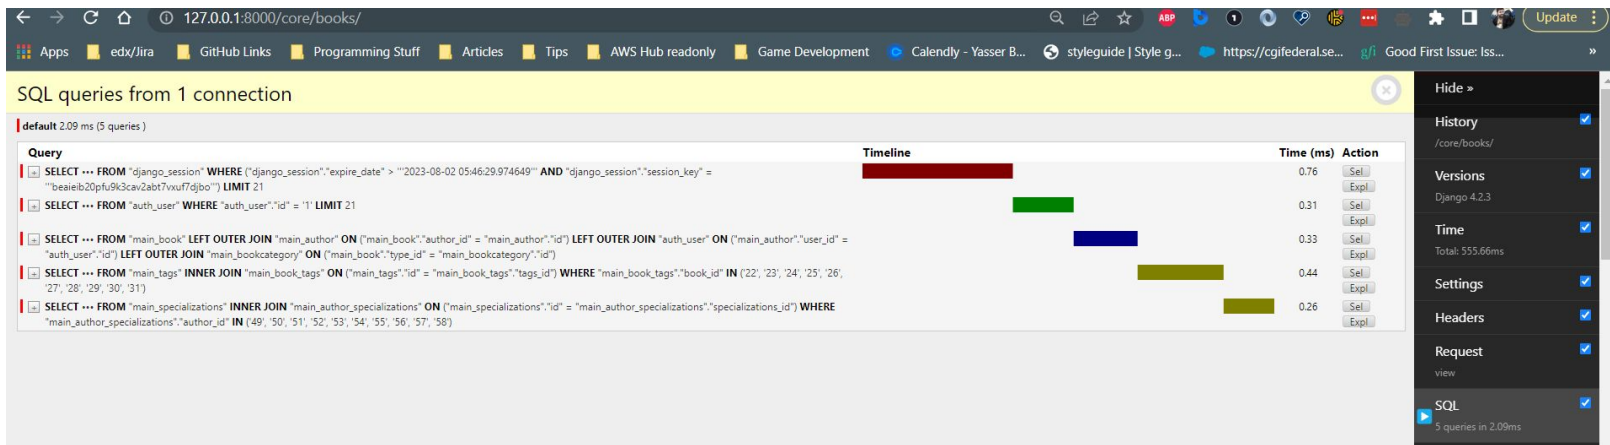 127.0.0.1:8000/core/books/
ABP
Update
Apps
edx/Jira
GitHub Links
Programming Stuff
Articles
Tips
AWS Hub readonly
Game Development
Calendly - Yasser B...
styleguide | Style g...
https://cgifederal.se...
gfi Good First Issue: Iss...
»
SQL queries from 1 connection
default 2.09 ms (5 queries )
Query Timeline Time (ms) Action
+ SELECT ••• FROM "django_session" WHERE ("django_session"."expire_date" > '''2023-08-02 05:46:29.974649''' AND "django_session"."session_key" =
'''beaieib20pfu9k3cav2abt7vxuf7djbo''') LIMIT 21
0.76 Sel
Expl
+ SELECT ••• FROM "auth_user" WHERE "auth_user"."id" = '1' LIMIT 21
0.31 Sel
Expl
+ SELECT ••• FROM "main_book" LEFT OUTER JOIN "main_author" ON ("main_book"."author_id" = "main_author"."id") LEFT OUTER JOIN "auth_user" ON ("main_author"."user_id" =
"auth_user"."id") LEFT OUTER JOIN "main_bookcategory" ON ("main_book"."type_id" = "main_bookcategory"."id")
0.33 Sel
Expl
+ SELECT ••• FROM "main_tags" INNER JOIN "main_book_tags" ON ("main_tags"."id" = "main_book_tags"."tags_id") WHERE "main_book_tags"."book_id" IN ('22', '23', '24', '25', '26',
'27', '28', '29', '30', '31')
0.44 Sel
Expl
+ SELECT ••• FROM "main_specializations" INNER JOIN "main_author_specializations" ON ("main_specializations"."id" = "main_author_specializations"."specializations_id") WHERE
"main_author_specializations"."author_id" IN ('49', '50', '51', '52', '53', '54', '55', '56', '57', '58')
0.26 Sel
Expl
Hide »
History
/core/books/
Versions
Django 4.2.3
Time
Total: 555.66ms
Settings
Headers
Request
view
SQL
5 queries in 2.09ms